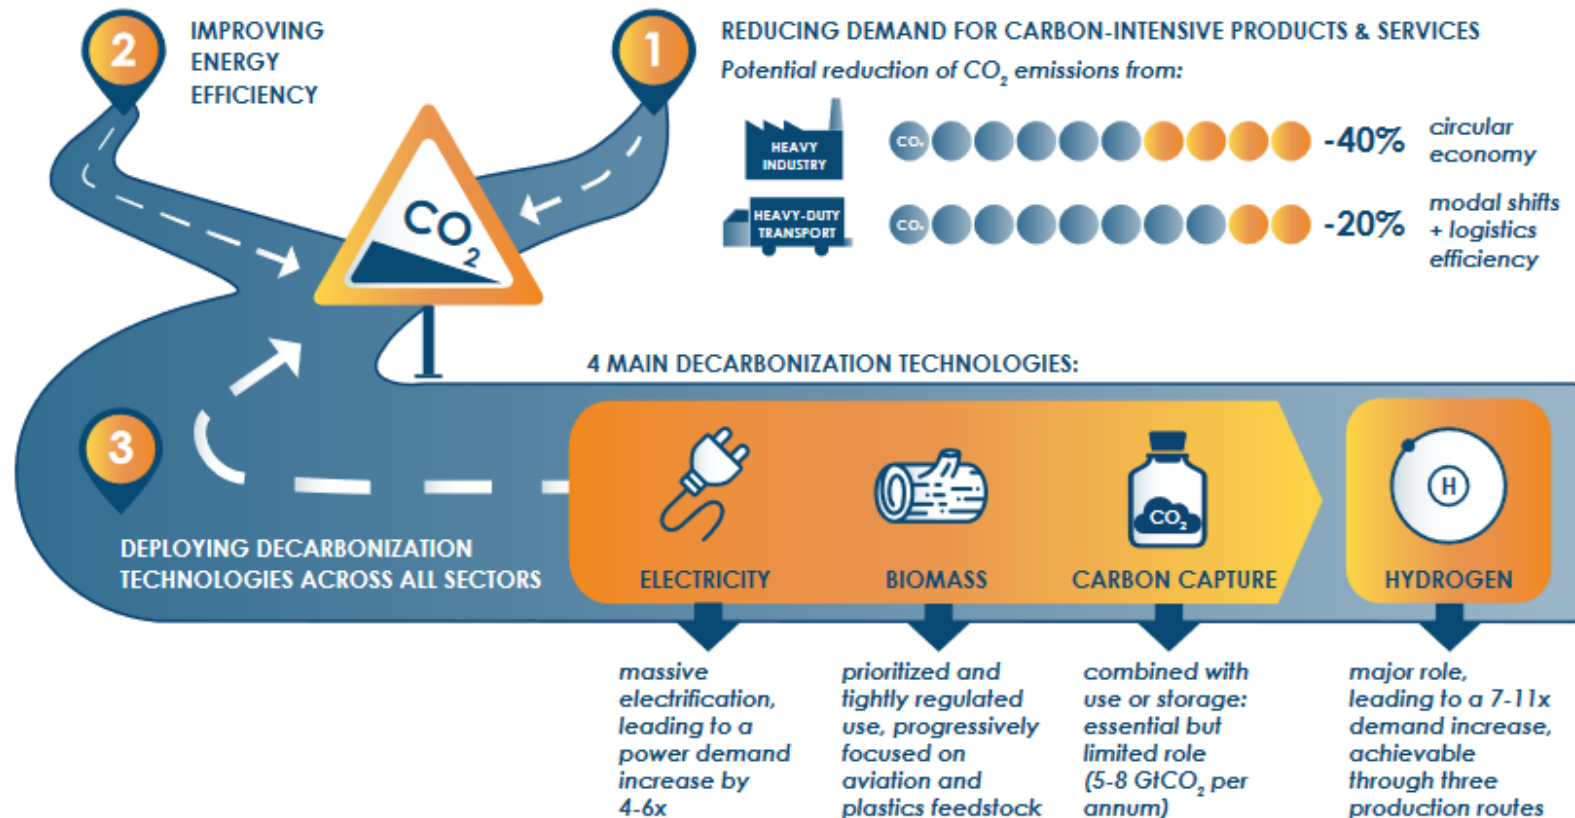 2
IMPROVING
ENERGY
EFFICIENCY
1
REDUCING DEMAND FOR CARBON-INTENSIVE PRODUCTS & SERVICES
Potential reduction of CO₂ emissions from:
HEAVY
INDUSTRY
CO₂
-40%
circular
economy
HEAVY-DUTY
TRANSPORT
CO₂
-20%
modal shifts
+ logistics
efficiency
CO₂
4 MAIN DECARBONIZATION TECHNOLOGIES:
3
DEPLOYING DECARBONIZATION
TECHNOLOGIES ACROSS ALL SECTORS
ELECTRICITY
massive
electrification,
leading to a
power demand
increase by
4-6x
BIOMASS
prioritized and
tightly regulated
use, progressively
focused on
aviation and
plastics feedstock
CO₂
CARBON CAPTURE
combined with
use or storage:
essential but
limited role
(5-8 GtCO₂ per
annum)
H
HYDROGEN
major role,
leading to a 7-11x
demand increase,
achievable
through three
production routes